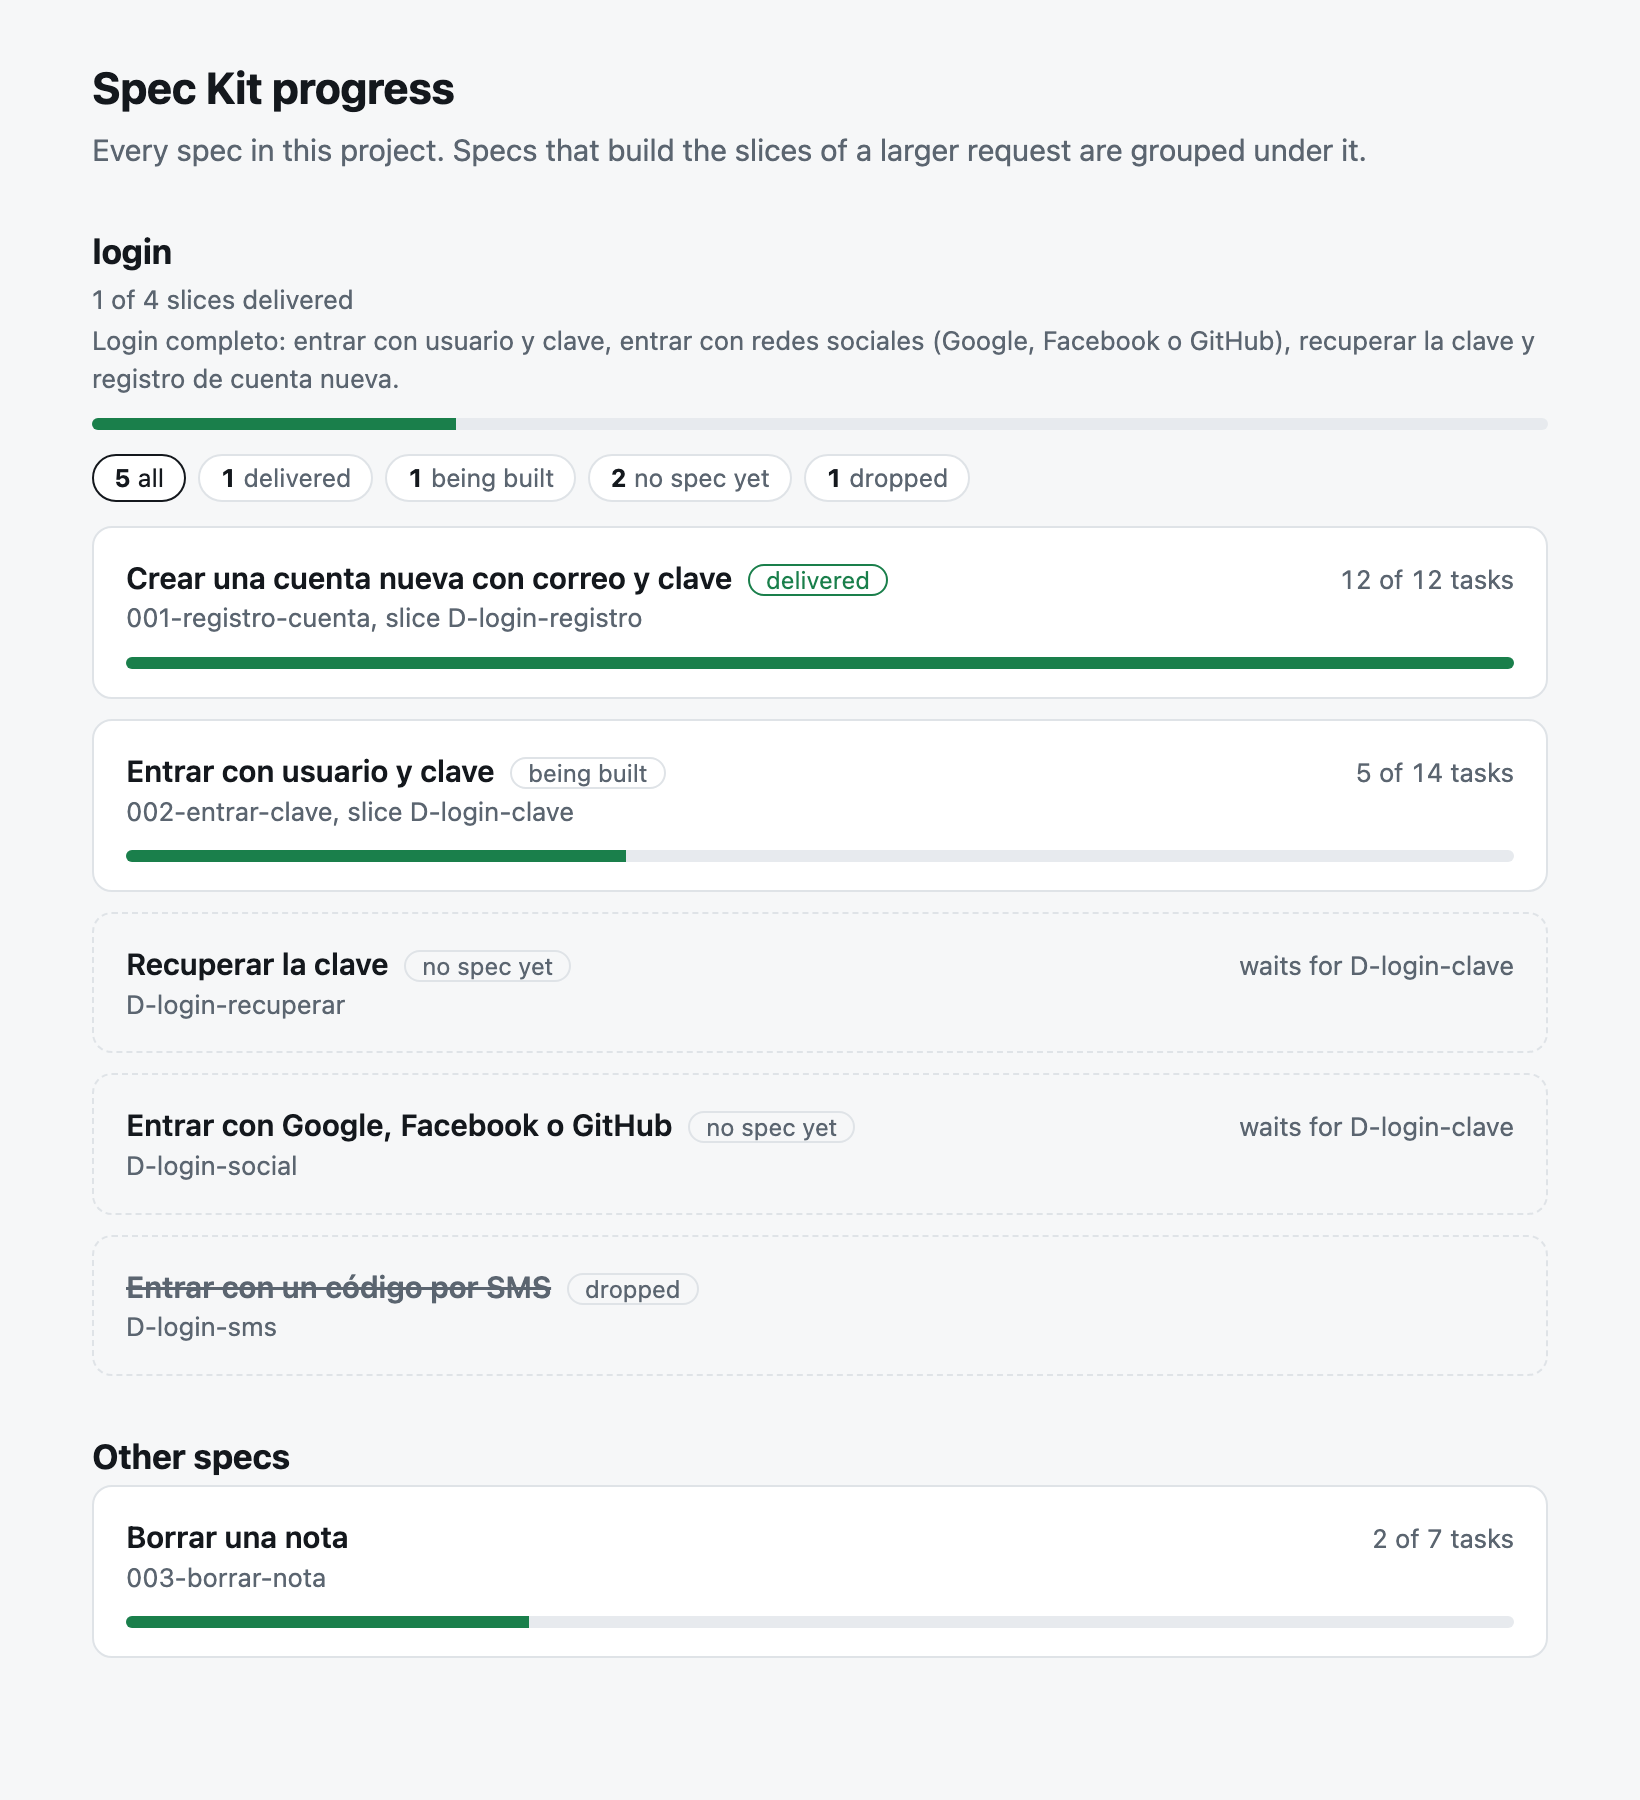 Spec Kit progress
Every spec in this project. Specs that build the slices of a larger request are grouped under it.
login
1 of 4 slices delivered
Login completo: entrar con usuario y clave, entrar con redes sociales (Google, Facebook o GitHub), recuperar la clave y
registro de cuenta nueva.
5 all 1 delivered 1 being built 2 no spec yet 1 dropped
Crear una cuenta nueva con correo y clave delivered 12 of 12 tasks
001-registro-cuenta, slice D-login-registro
Entrar con usuario y clave being built 5 of 14 tasks
002-entrar-clave, slice D-login-clave
Recuperar la clave no spec yet waits for D-login-clave
D-login-recuperar
Entrar con Google, Facebook o GitHub no spec yet waits for D-login-clave
D-login-social
Entrar con un código por SMS dropped
D-login-sms
Other specs
Borrar una nota 2 of 7 tasks
003-borrar-nota